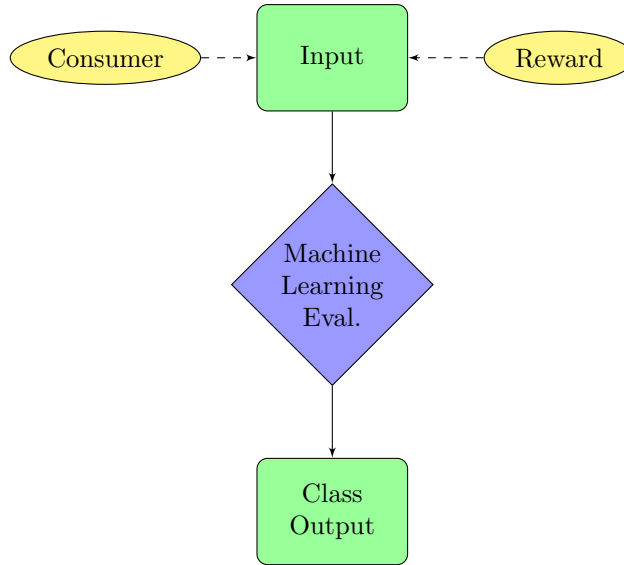 Consumer
Input
Reward
Machine
Learning
Eval.
Class
Output